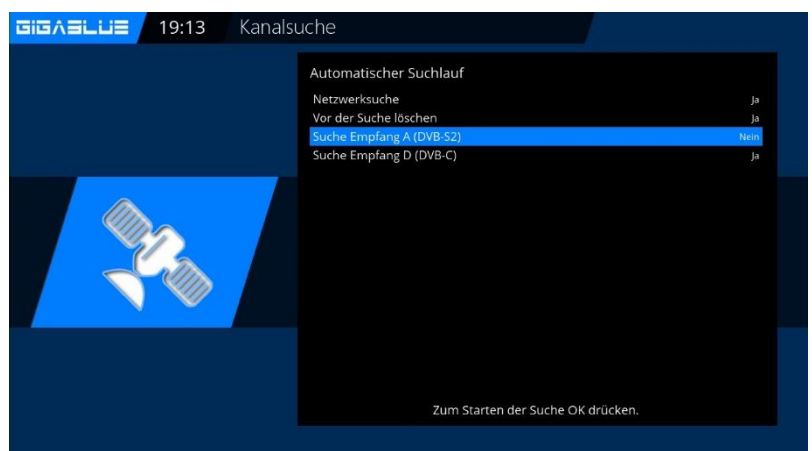 GIGABLUE 19:13 Kanalsuche
Automatischer Suchlauf
Netzwerksuche Ja
Vor der Suche löschen Ja
Suche Empfang A (DVB-S2) Nein
Suche Empfang D (DVB-C) Ja
Zum Starten der Suche OK drücken.